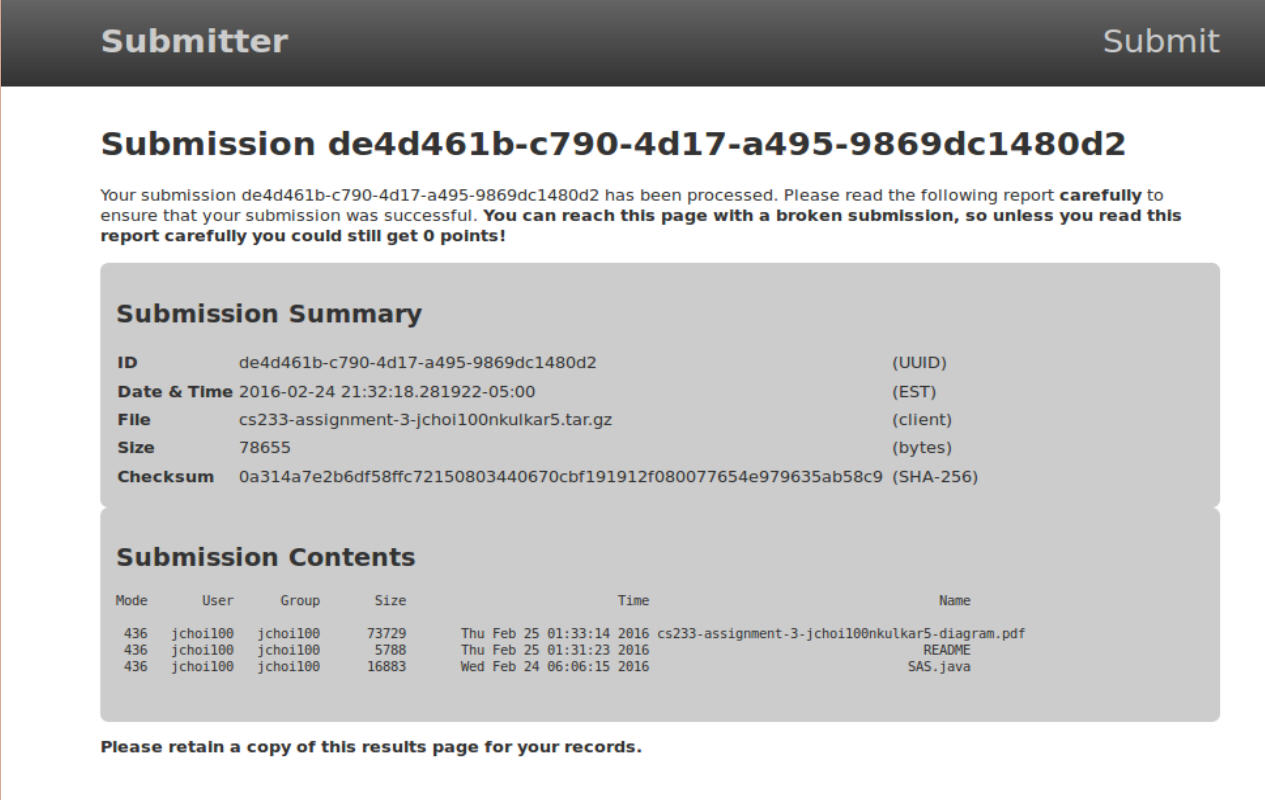 Submitter Submit
Submission de4d461b-c790-4d17-a495-9869dc1480d2
Your submission de4d461b-c790-4d17-a495-9869dc1480d2 has been processed. Please read the following report carefully to
ensure that your submission was successful. You can reach this page with a broken submission, so unless you read this
report carefully you could still get 0 points!
Submission Summary
ID de4d461b-c790-4d17-a495-9869dc1480d2 (UUID)
Date & Time 2016-02-24 21:32:18.281922-05:00 (EST)
File cs233-assignment-3-jchoi100nkulkar5.tar.gz (client)
Size 78655 (bytes)
Checksum 0a314a7e2b6df58ffc72150803440670cbf191912f080077654e979635ab58c9 (SHA-256)
Submission Contents
Mode User Group Size Time Name
436 jchoi100 jchoi100 73729 Thu Feb 25 01:33:14 2016 cs233-assignment-3-jchoi100nkulkar5-diagram.pdf
436 jchoi100 jchoi100 5788 Thu Feb 25 01:31:23 2016 README
436 jchoi100 jchoi100 16883 Wed Feb 24 06:06:15 2016 SAS.java
Please retain a copy of this results page for your records.